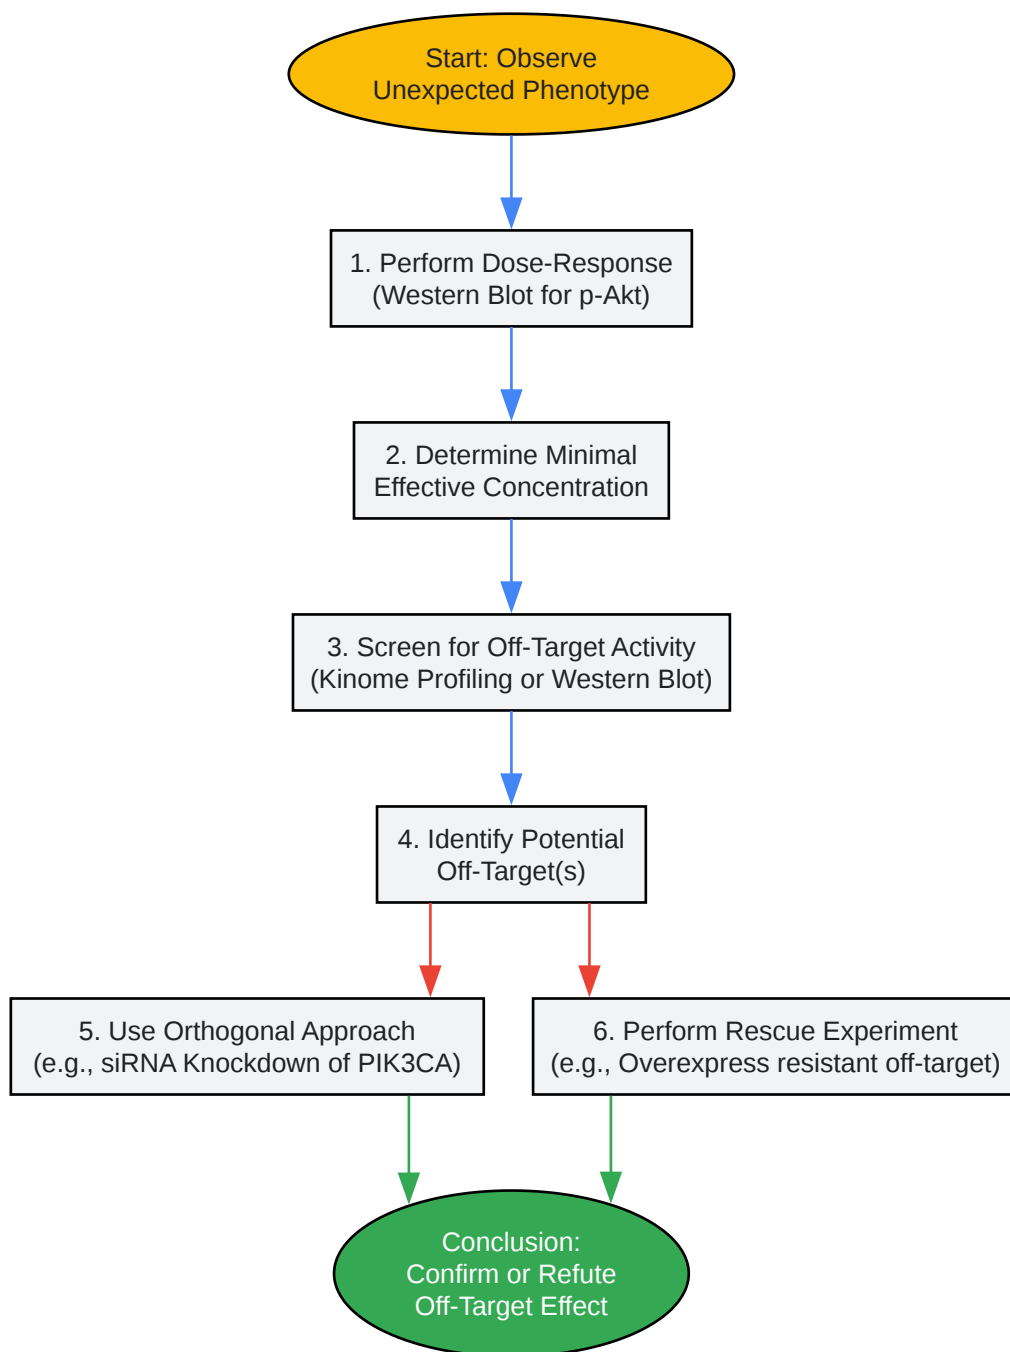 Start: Observe
Unexpected Phenotype
1. Perform Dose-Response
(Western Blot for p-Akt)
2. Determine Minimal
Effective Concentration
3. Screen for Off-Target Activity
(Kinome Profiling or Western Blot)
4. Identify Potential
Off-Target(s)
5. Use Orthogonal Approach
(e.g., siRNA Knockdown of PIK3CA)
6. Perform Rescue Experiment
(e.g., Overexpress resistant off-target)
Conclusion:
Confirm or Refute
Off-Target Effect